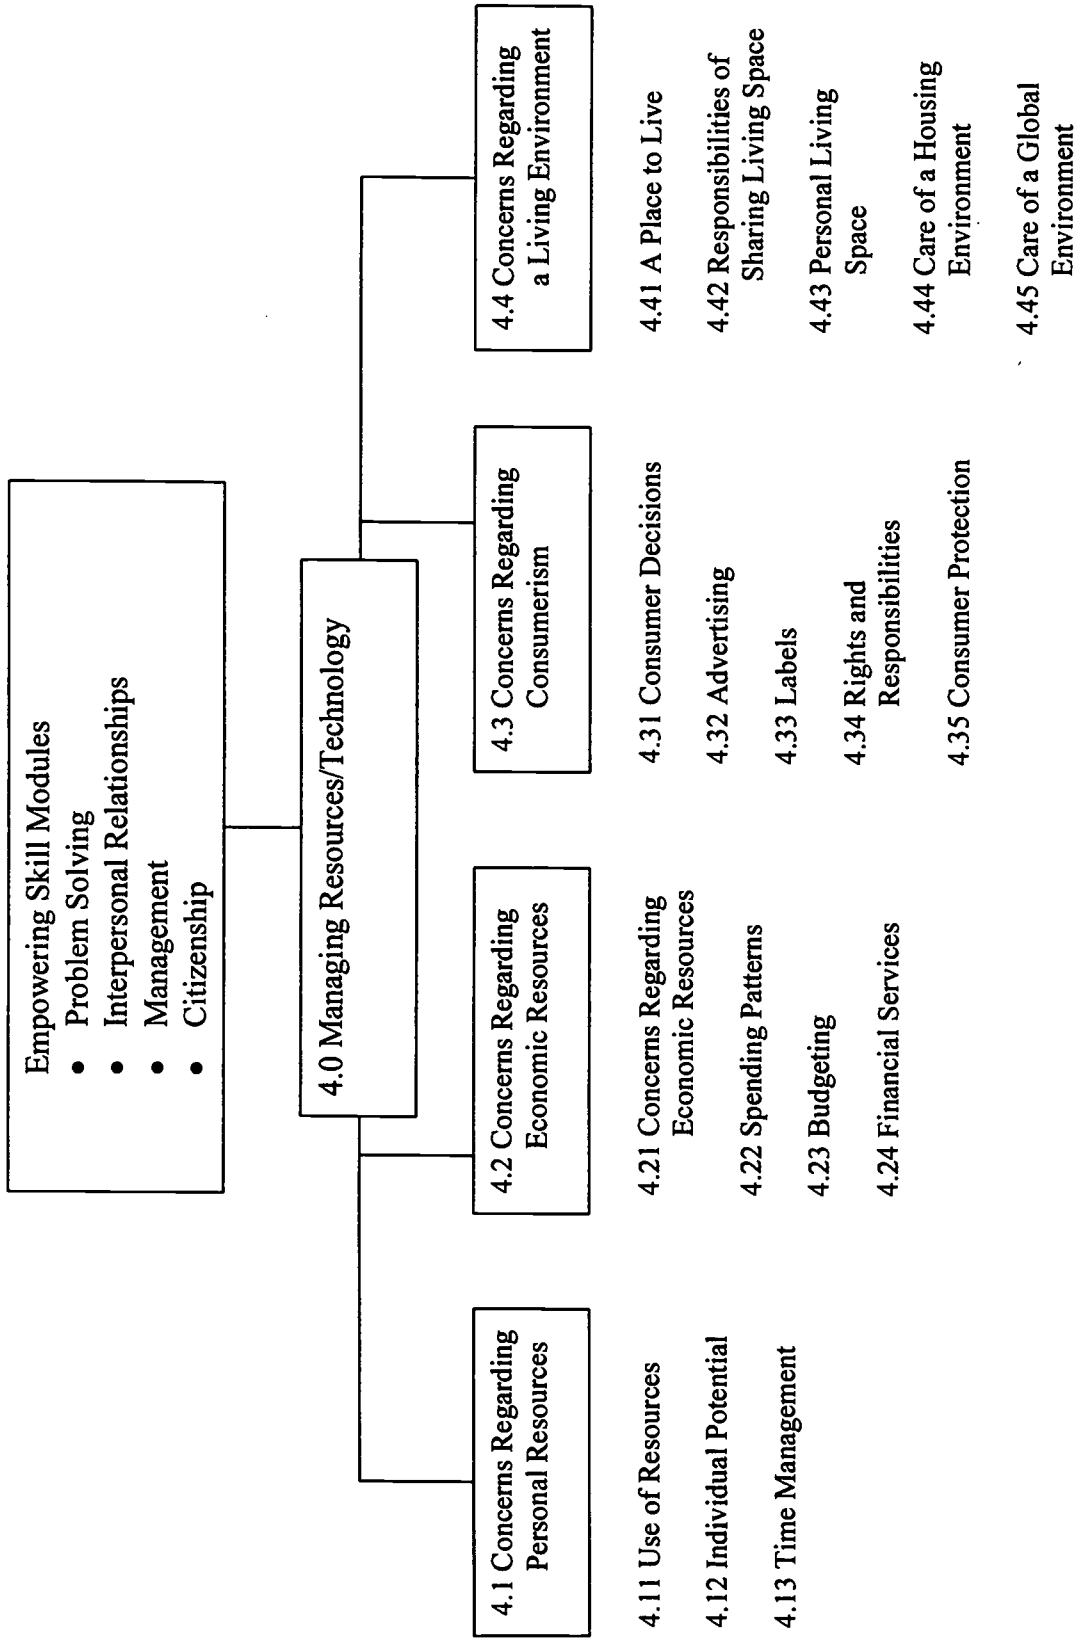 Empowering Skill Modules
• Problem Solving
• Interpersonal Relationships
• Management
• Citizenship
4.0 Managing Resources/Technology
4.1 Concerns Regarding
Personal Resources
4.11 Use of Resources
4.12 Individual Potential
4.13 Time Management
4.2 Concerns Regarding
Economic Resources
4.21 Concerns Regarding
Economic Resources
4.22 Spending Patterns
4.23 Budgeting
4.24 Financial Services
4.3 Concerns Regarding
Consumerism
4.31 Consumer Decisions
4.32 Advertising
4.33 Labels
4.34 Rights and
Responsibilities
4.35 Consumer Protection
4.4 Concerns Regarding
a Living Environment
4.41 A Place to Live
4.42 Responsibilities of
Sharing Living Space
4.43 Personal Living
Space
4.44 Care of a Housing
Environment
4.45 Care of a Global
Environment